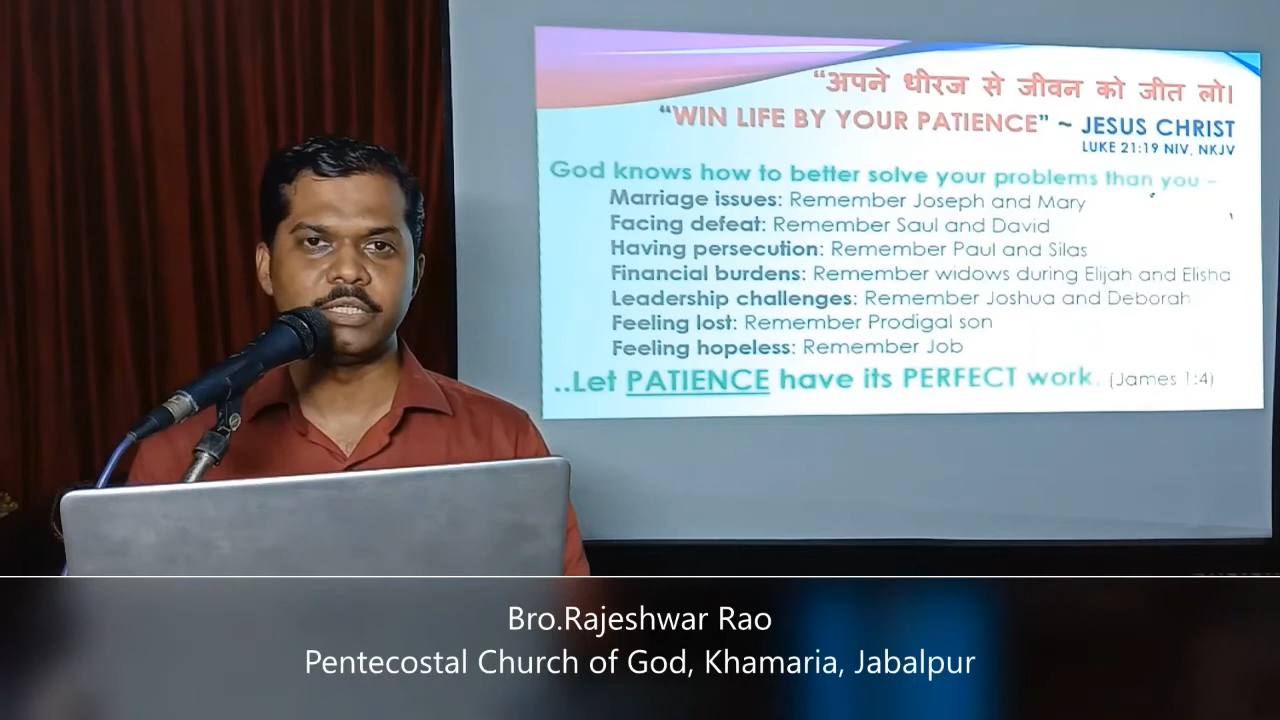 “अपने धीरज से जीवन को जीत लो।
“WIN LIFE BY YOUR PATIENCE” ~ JESUS CHRIST
LUKE 21:19 NIV, NKJV
God knows how to better solve your problems than you –
Marriage issues: Remember Joseph and Mary
Facing defeat: Remember Saul and David
Having persecution: Remember Paul and Silas
Financial burdens: Remember widows during Elijah and Elisha
Leadership challenges: Remember Joshua and Deborah
Feeling lost: Remember Prodigal son
Feeling hopeless: Remember Job
..Let PATIENCE have its PERFECT work. (James 1:4)
Bro.Rajeshwar Rao
Pentecostal Church of God, Khamaria, Jabalpur